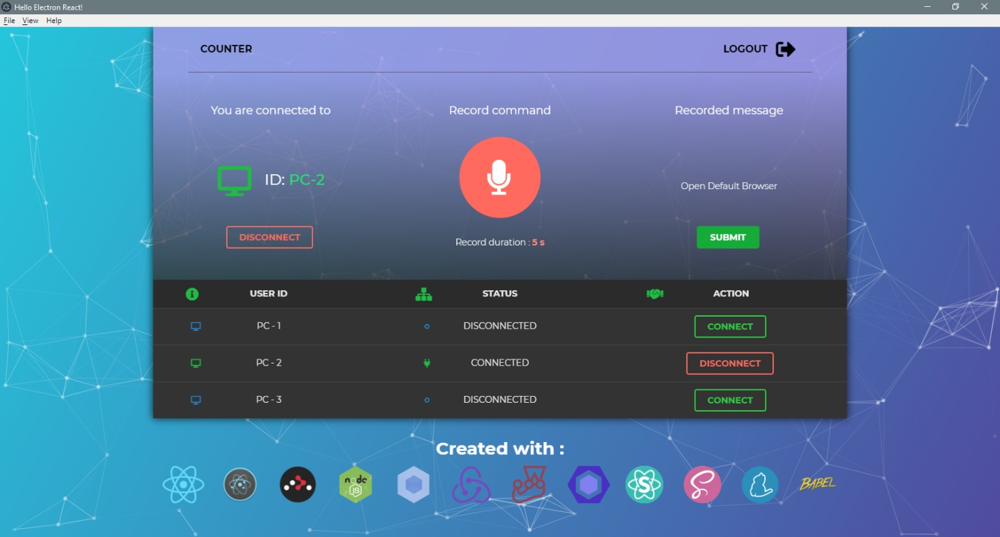 Hello Electron React!
File View Help
COUNTER LOGOUT
You are connected to Record command Recorded message
ID: PC-2
Open Default Browser
DISCONNECT SUBMIT
Record duration : 5 s
USER ID STATUS ACTION
PC - 1 DISCONNECTED CONNECT
PC - 2 CONNECTED DISCONNECT
PC - 3 DISCONNECTED CONNECT
Created with :
node
JS
S
BABEL